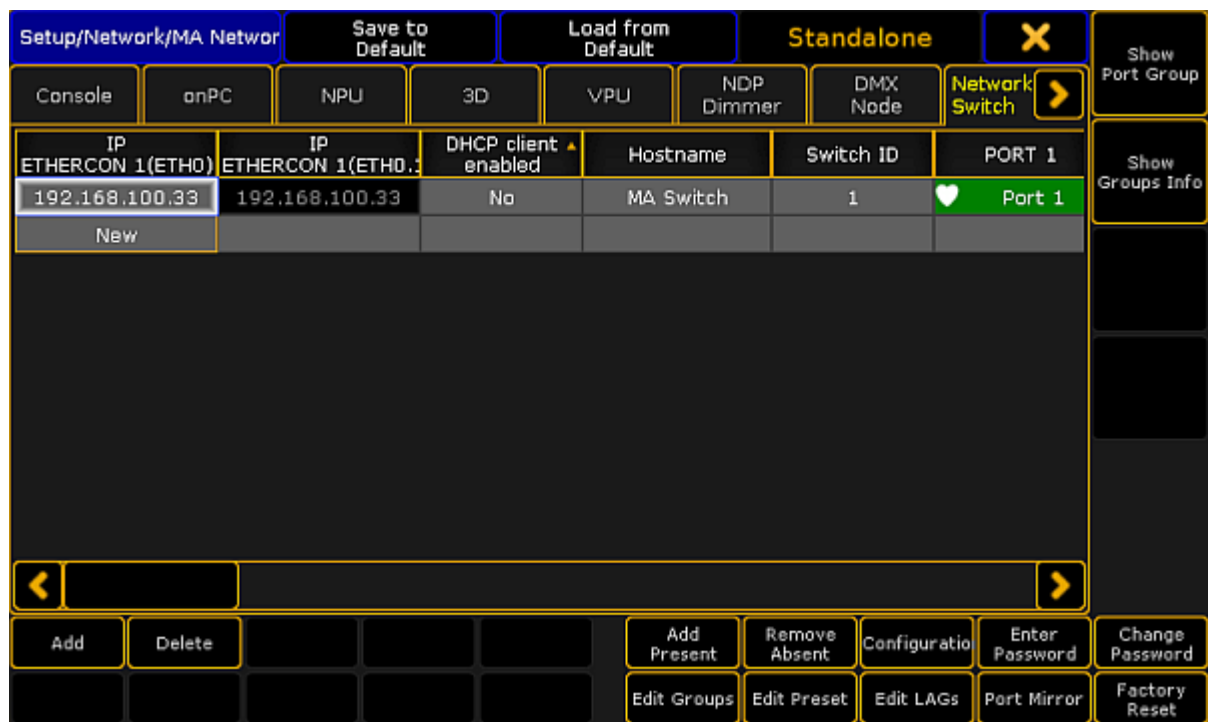 Setup/Network/MA Networ
Save to
Default
Load from
Default
Standalone
Show
Port Group
Console
onPC
NPU
3D
VPU
NDP
Dimmer
DMX
Node
Network
Switch
IP
ETHERCON 1(ETH0)
IP
ETHERCON 1(ETH0.1
DHCP client
enabled
Hostname
Switch ID
PORT 1
Show
Groups Info
192.168.100.33
192.168.100.33
No
MA Switch
1
Port 1
New
Add
Delete
Add
Present
Remove
Absent
Configuratio
Enter
Password
Change
Password
Edit Groups
Edit Preset
Edit LAGs
Port Mirror
Factory
Reset